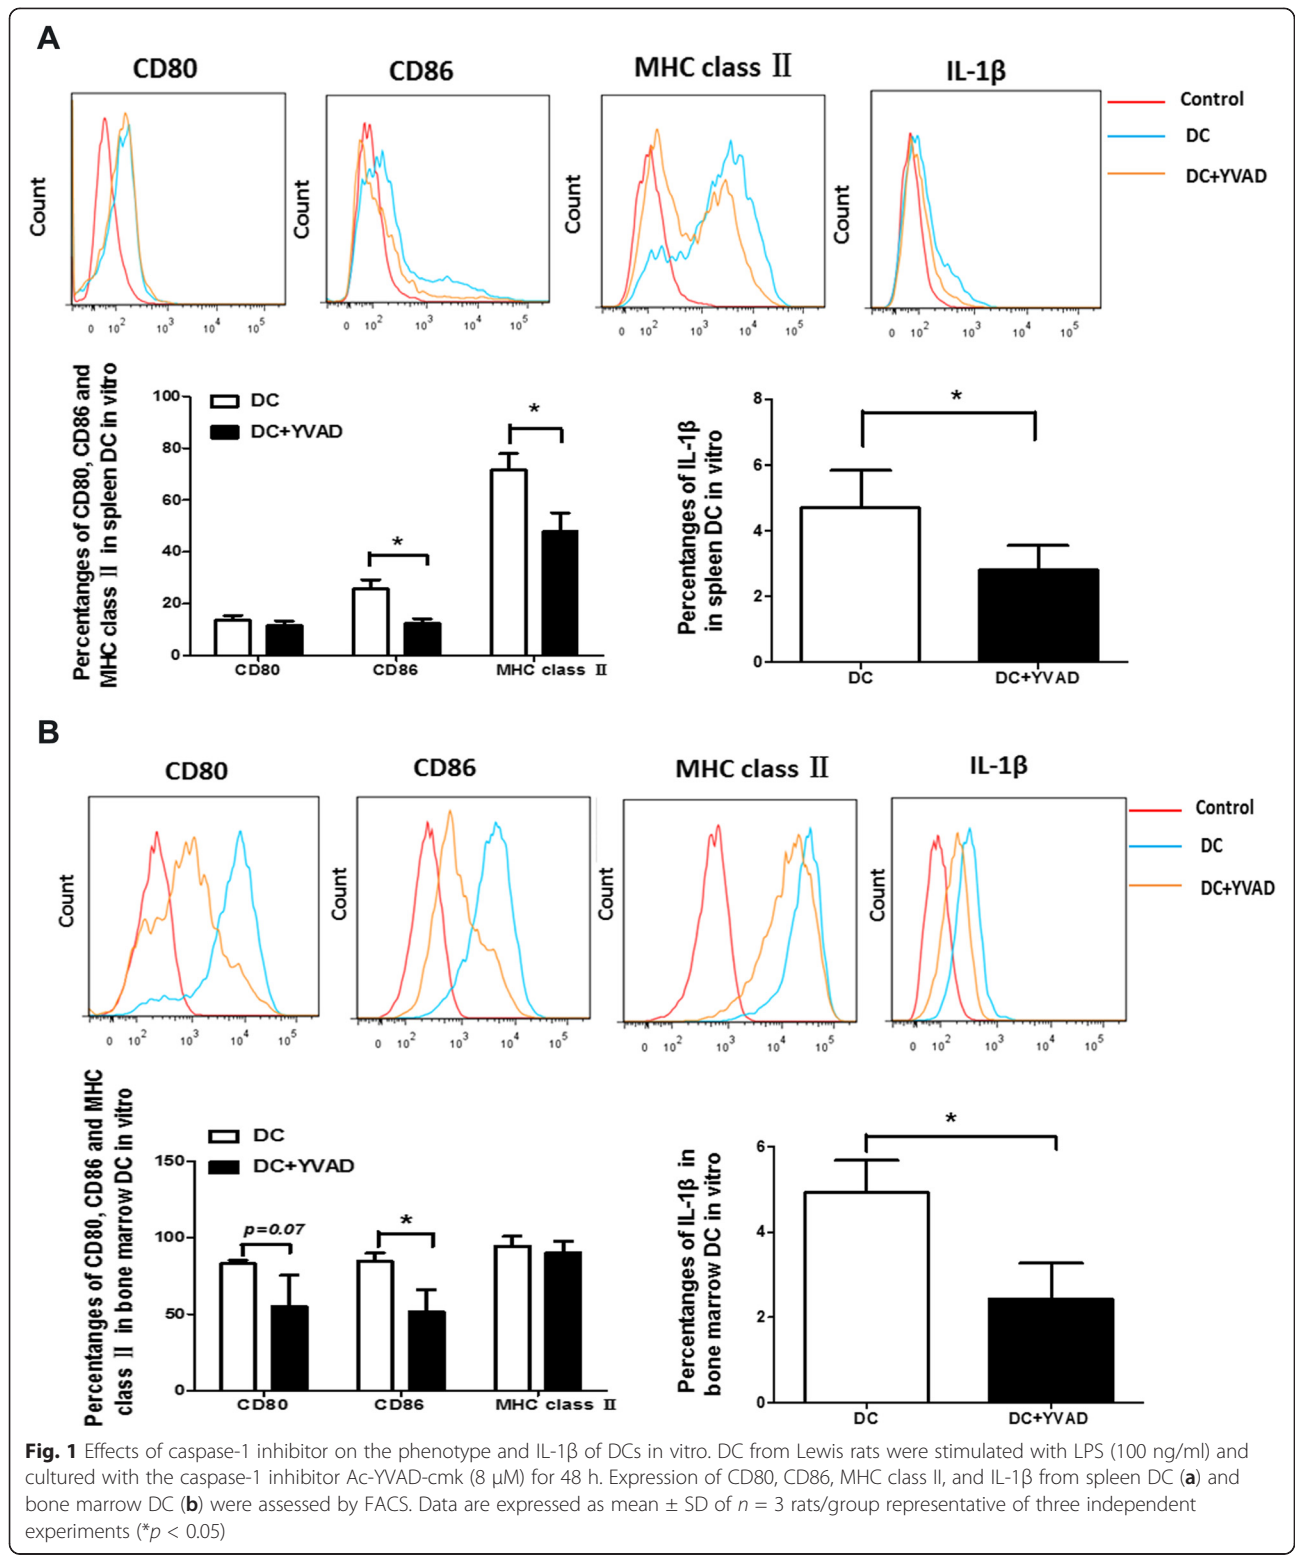 A
CD80
CD86
MHC class Ⅱ
IL-1β
Control
DC
DC+YVAD
Count
Count
Count
Count
0 10² 10³ 10⁴ 10⁵
0 10² 10³ 10⁴ 10⁵
0 10² 10³ 10⁴ 10⁵
0 10² 10³ 10⁴ 10⁵
Percentanges of CD80, CD86 and
MHC class Ⅱ in spleen DC in vitro
100
80
60
40
20
0
DC
DC+YVAD
*
*
CD80
CD86
MHC class Ⅱ
Percentanges of IL-1β
in spleen DC in vitro
8
6
4
2
0
*
DC
DC+YVAD
B
CD80
CD86
MHC class Ⅱ
IL-1β
Control
DC
DC+YVAD
Count
Count
Count
Count
0 10² 10³ 10⁴ 10⁵
0 10² 10³ 10⁴ 10⁵
0 10² 10³ 10⁴ 10⁵
0 10² 10³ 10⁴ 10⁵
Percentanges of CD80, CD86 and MHC
class Ⅱ in bone marrow DC in vitro
150
100
50
0
DC
DC+YVAD
p=0.07
*
CD80
CD86
MHC class Ⅱ
Percentanges of IL-1β in
bone marrow DC in vitro
6
4
2
0
*
DC
DC+YVAD
Fig. 1 Effects of caspase-1 inhibitor on the phenotype and IL-1β of DCs in vitro. DC from Lewis rats were stimulated with LPS (100 ng/ml) and
cultured with the caspase-1 inhibitor Ac-YVAD-cmk (8 μM) for 48 h. Expression of CD80, CD86, MHC class II, and IL-1β from spleen DC (a) and
bone marrow DC (b) were assessed by FACS. Data are expressed as mean ± SD of n = 3 rats/group representative of three independent
experiments (*p < 0.05)